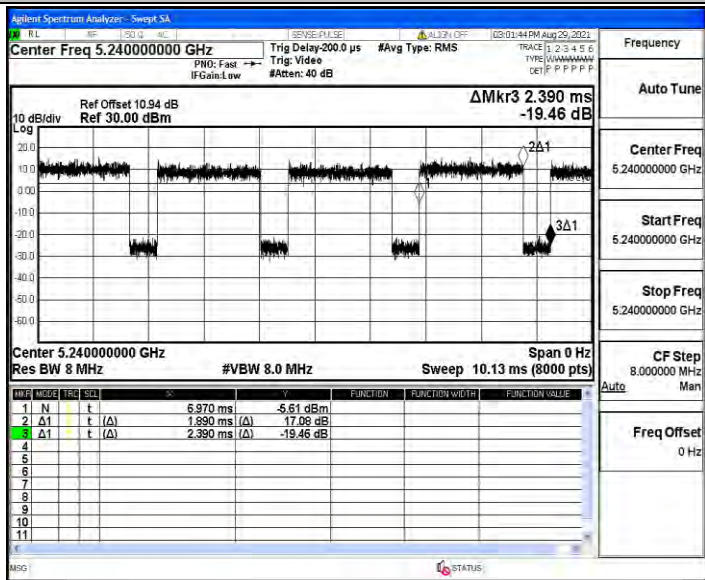 Agilent Spectrum Analyzer - Swept SA
RL RF 50 Ω AC SENSE:PULSE ALIGN OFF 03:01:44 PM Aug 29, 2021
Center Freq 5.240000000 GHz
PNO: Fast
IFGain:Low
Trig Delay-200.0 µs
Trig: Video
#Atten: 40 dB
#Avg Type: RMS
TRACE 1 2 3 4 5 6
TYPE WWWWWW
DET P P P P P P
Frequency
Auto Tune
Center Freq
5.240000000 GHz
Start Freq
5.240000000 GHz
Stop Freq
5.240000000 GHz
CF Step
8.000000 MHz
Auto Man
Freq Offset
0 Hz
ΔMkr3 2.390 ms
-19.46 dB
Ref Offset 10.94 dB
10 dB/div Ref 30.00 dBm
Log
20.0
10.0
0.00
-10.0
-20.0
-30.0
-40.0
-50.0
-60.0
2Δ1
1
3Δ1
Center 5.240000000 GHz Span 0 Hz
Res BW 8 MHz #VBW 8.0 MHz Sweep 10.13 ms (8000 pts)
MKR MODE TRC SCL X Y FUNCTION FUNCTION WIDTH FUNCTION VALUE
1 N t 6.970 ms -5.61 dBm
2 Δ1 t (Δ) 1.890 ms (Δ) 17.08 dB
3 Δ1 t (Δ) 2.390 ms (Δ) -19.46 dB
4
5
6
7
8
9
10
11
MSG STATUS